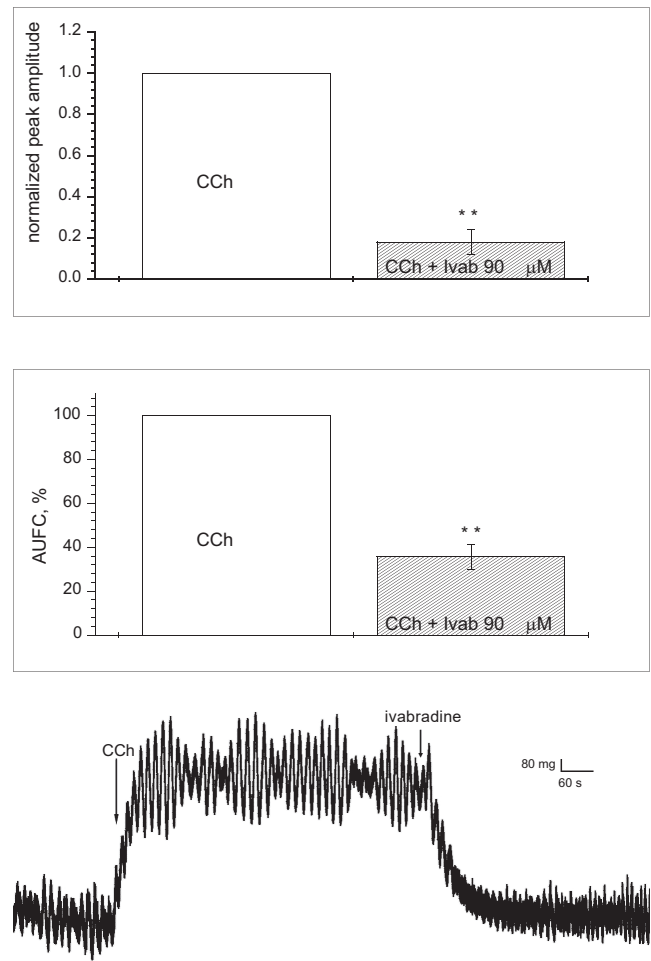 normalized peak amplitude
1.2
1.0
0.8
0.6
0.4
0.2
0.0
CCh
* *
CCh + Ivab 90 μM
AUFC, %
100
80
60
40
20
0
CCh
* *
CCh + Ivab 90 μM
ivabradine
CCh
80 mg
60 s